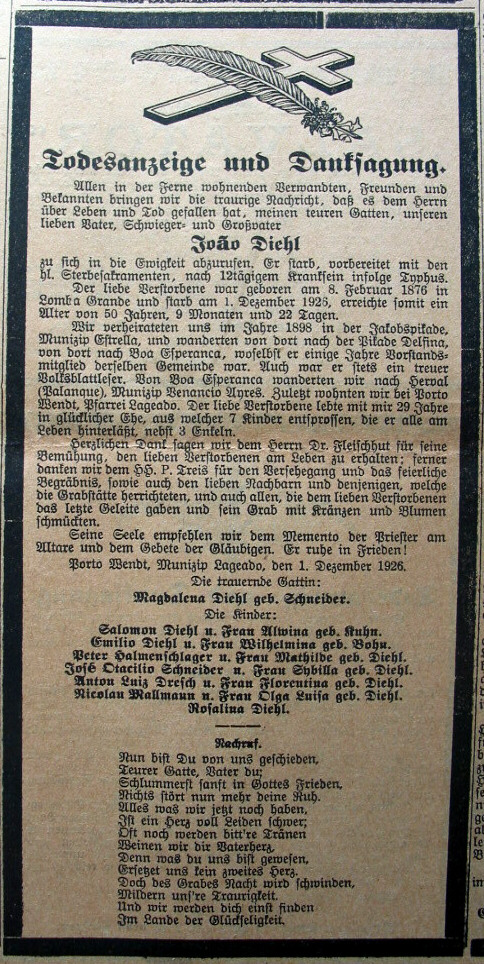 Todesanzeige und Danksagung.
Allen in der Ferne wohnenden Verwandten, Freunden und
Bekannten bringen wir die traurige Nachricht, daß es dem Herrn
über Leben und Tod gefallen hat, meinen teuren Gatten, unseren
lieben Vater, Schwieger- und Großvater
João Diehl
zu sich in die Ewigkeit abzurufen. Er starb, vorbereitet mit den
hl. Sterbesakramenten, nach 12tägigem Kranksein infolge Typhus.
Der liebe Verstorbene war geboren am 8. Februar 1876 in
Lomba Grande und starb am 1. Dezember 1926, erreichte somit ein
Alter von 50 Jahren, 9 Monaten und 22 Tagen.
Wir verheirateten uns im Jahre 1898 in der Jakobspikade,
Munizip Estrella, und wanderten von dort nach der Pikade Delfina,
von dort nach Boa Esperanca, woselbst er einige Jahre Vorstands-
mitglied derselben Gemeinde war. Auch war er stets ein treuer
Volksblattleser. Von Boa Esperanca wanderten wir nach Herval
(Palanque), Munizip Venancio Ayres. Zuletzt wohnten wir bei Porto
Wendt, Pfarrei Lageado. Der liebe Verstorbene lebte mit mir 29 Jahre
in glücklicher Ehe, aus welcher 7 Kinder entsprossen, die er alle am
Leben hinterläßt, nebst 3 Enkeln.
Herzlichen Dank sagen wir dem Herrn Dr. Fleischhut für seine
Bemühung, den lieben Verstorbenen am Leben zu erhalten; ferner
danken wir dem HH. P. Treis für den Versehegang und das feierliche
Begräbnis, sowie auch den lieben Nachbarn und denjenigen, welche
die Grabstätte herrichteten, und auch allen, die dem lieben Verstorbenen
das letzte Geleite gaben und sein Grab mit Kränzen und Blumen
schmückten.
Seine Seele empfehlen wir dem Memento der Priester am
Altare und dem Gebete der Gläubigen. Er ruhe in Frieden!
Porto Wendt, Munizip Lageado, den 1. Dezember 1926.
Die trauernde Gattin:
Magdalena Diehl geb. Schneider.
Die Kinder:
Salomon Diehl u. Frau Alwina geb. Kuhn.
Emilio Diehl u. Frau Wilhelmina geb. Bohn.
Peter Halmenschlager u. Frau Mathilde geb. Diehl.
José Otacilio Schneider u. Frau Sybilla geb. Diehl.
Anton Luiz Dresch u. Frau Florentina geb. Diehl.
Nicolau Mallmann u. Frau Olga Luisa geb. Diehl.
Rosalina Diehl.
Nachruf.
Nun bist Du von uns geschieden,
Teurer Gatte, Vater du;
Schlummerst sanft in Gottes Frieden,
Nichts stört nun mehr deine Ruh.
Alles was wir jetzt noch haben,
Ist ein Herz voll Leiden schwer;
Oft noch werden bitt're Tränen
Weinen wir dir Vaterherz,
Denn was du uns bist gewesen,
Ersetzt uns kein zweites Herz.
Doch des Grabes Nacht wird schwinden,
Mildern uns're Traurigkeit.
Und wir werden dich einst finden
Im Lande der Glückseligkeit.